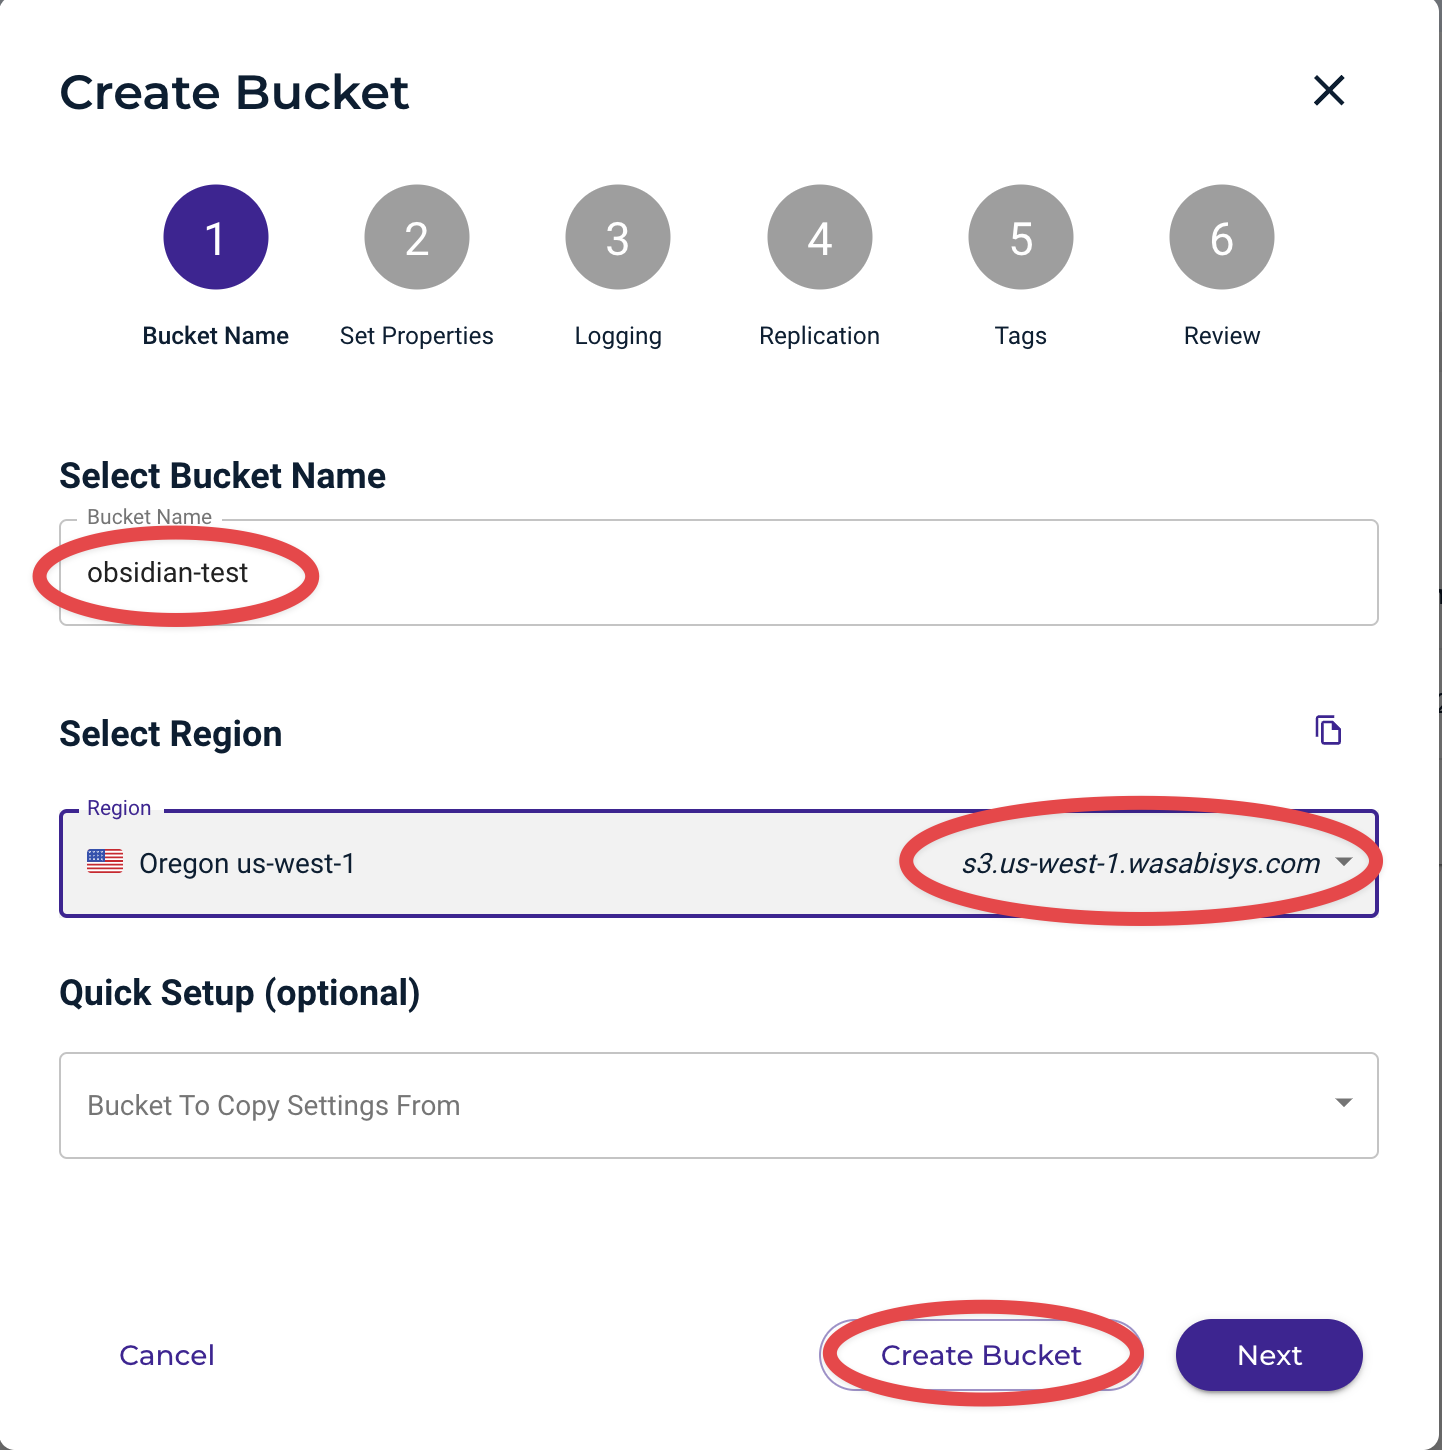 Create Bucket
1
2
3
4
5
6
Bucket Name
Set Properties
Logging
Replication
Tags
Review
Select Bucket Name
Bucket Name
obsidian-test
Select Region
Region
Oregon us-west-1
s3.us-west-1.wasabisys.com
Quick Setup (optional)
Bucket To Copy Settings From
Cancel
Create Bucket
Next